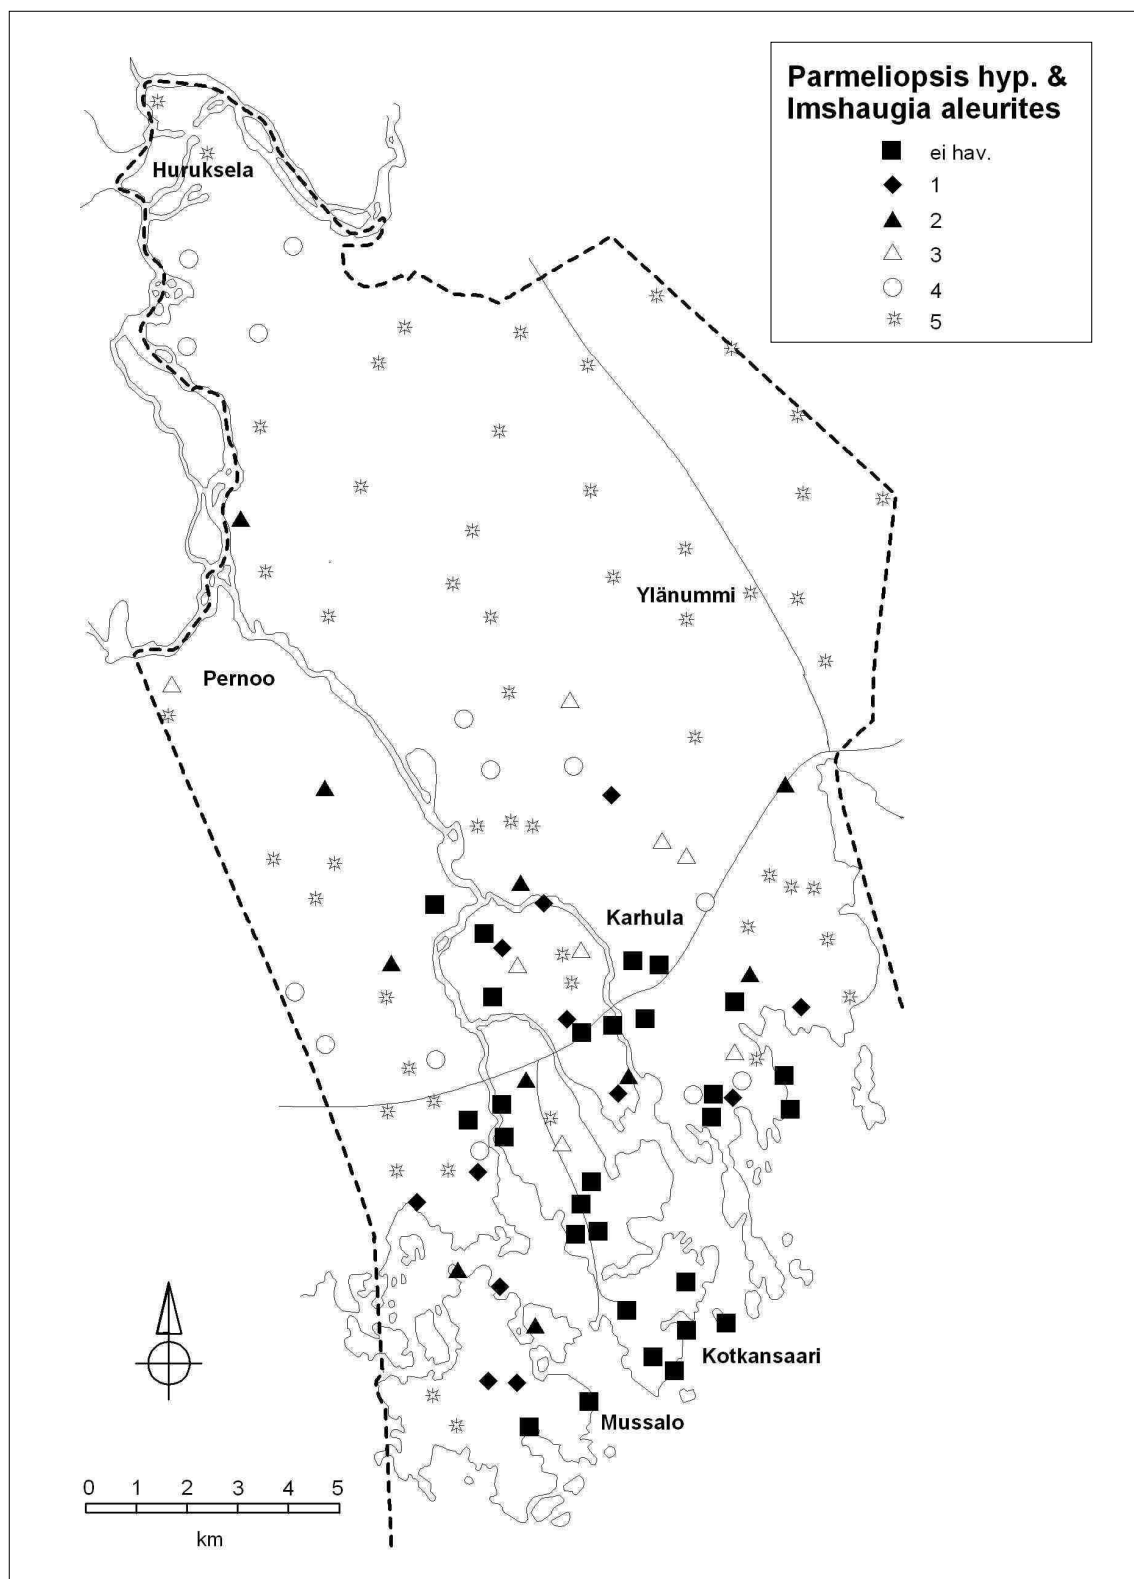 Parmeliopsis hyp. &
Imshaugia aleurites
ei hav.
1
2
3
4
5
Huruksela
Ylänummi
Pernoo
Karhula
Kotkansaari
Mussalo
0 1 2 3 4 5
km